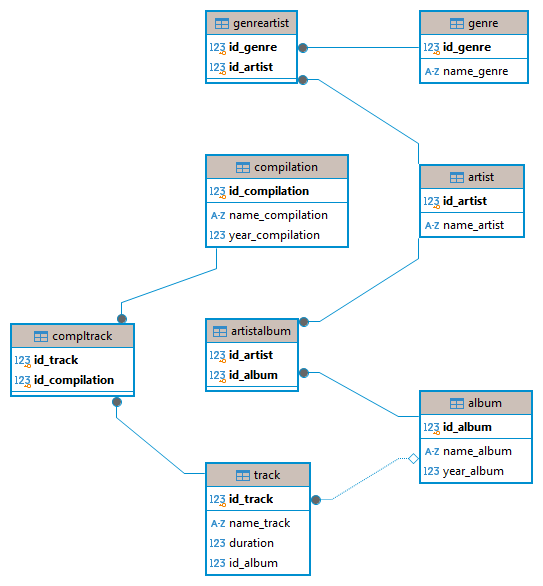 genreartist
123 id_genre
123 id_artist
genre
123 id_genre
A-Z name_genre
compilation
123 id_compilation
A-Z name_compilation
123 year_compilation
artist
123 id_artist
A-Z name_artist
compltrack
123 id_track
123 id_compilation
artistalbum
123 id_artist
123 id_album
album
123 id_album
A-Z name_album
123 year_album
track
123 id_track
A-Z name_track
123 duration
123 id_album